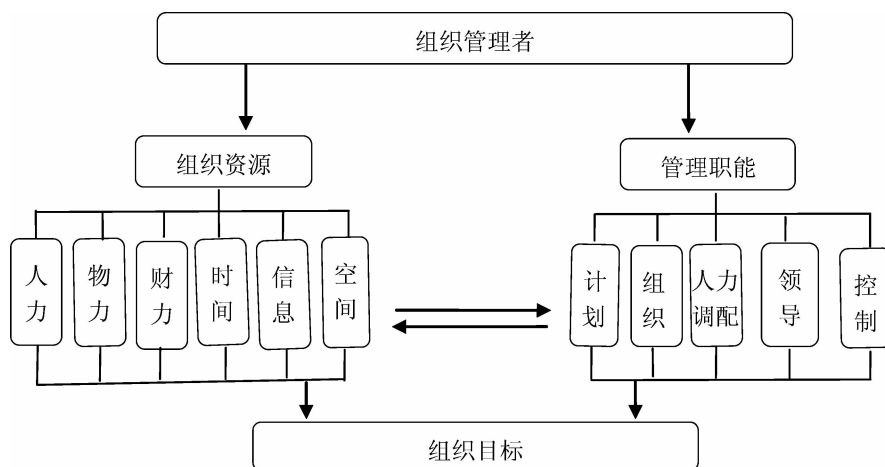 组织管理者
组织资源
管理职能
人力
物力
财力
时间
信息
空间
计划
组织
人力
调配
领导
控制
组织目标